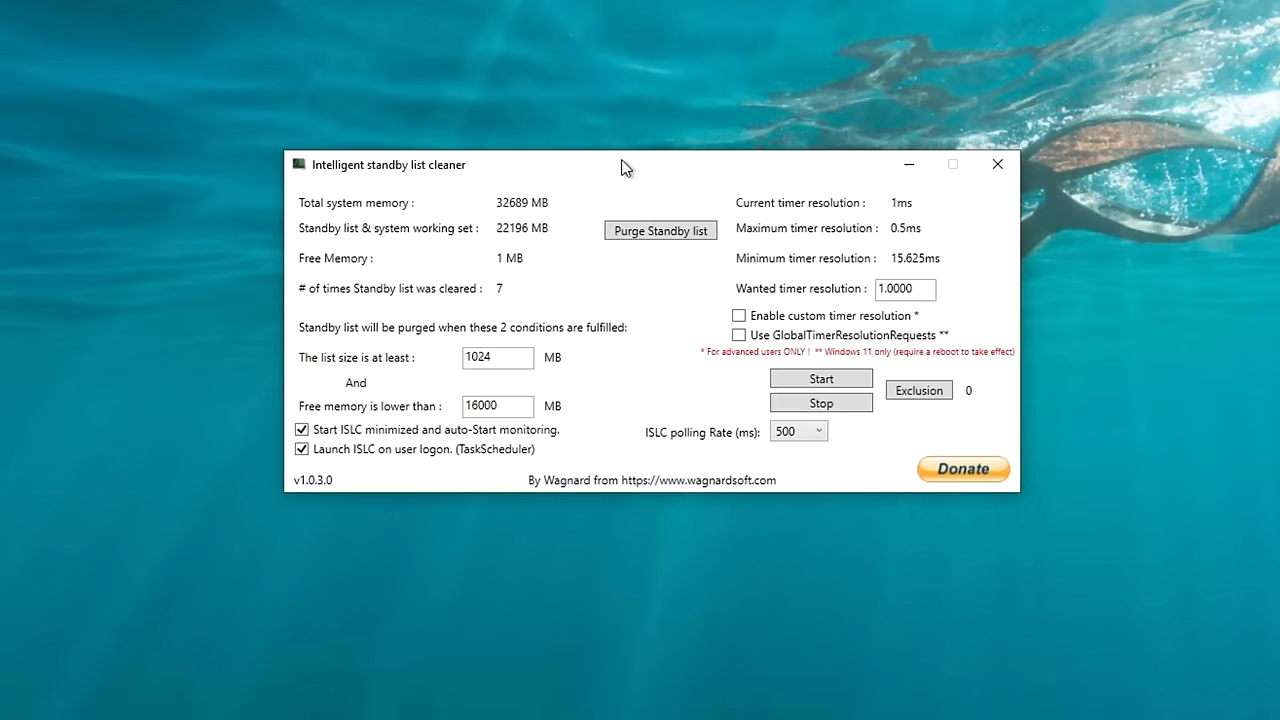 Intelligent standby list cleaner
Total system memory : 32689 MB
Standby list & system working set : 22196 MB
Purge Standby list
Free Memory : 1 MB
# of times Standby list was cleared : 7
Standby list will be purged when these 2 conditions are fulfilled:
The list size is at least : 1024 MB
And
Free memory is lower than : 16000 MB
Start ISLC minimized and auto-Start monitoring.
Launch ISLC on user logon. (TaskScheduler)
Current timer resolution : 1ms
Maximum timer resolution : 0.5ms
Minimum timer resolution : 15.625ms
Wanted timer resolution : 1.0000
Enable custom timer resolution *
Use GlobalTimerResolutionRequests **
* For advanced users ONLY ! ** Windows 11 only (require a reboot to take effect)
Start
Stop
Exclusion 0
ISLC polling Rate (ms): 500
Donate
v1.0.3.0
By Wagnard from https://www.wagnardsoft.com